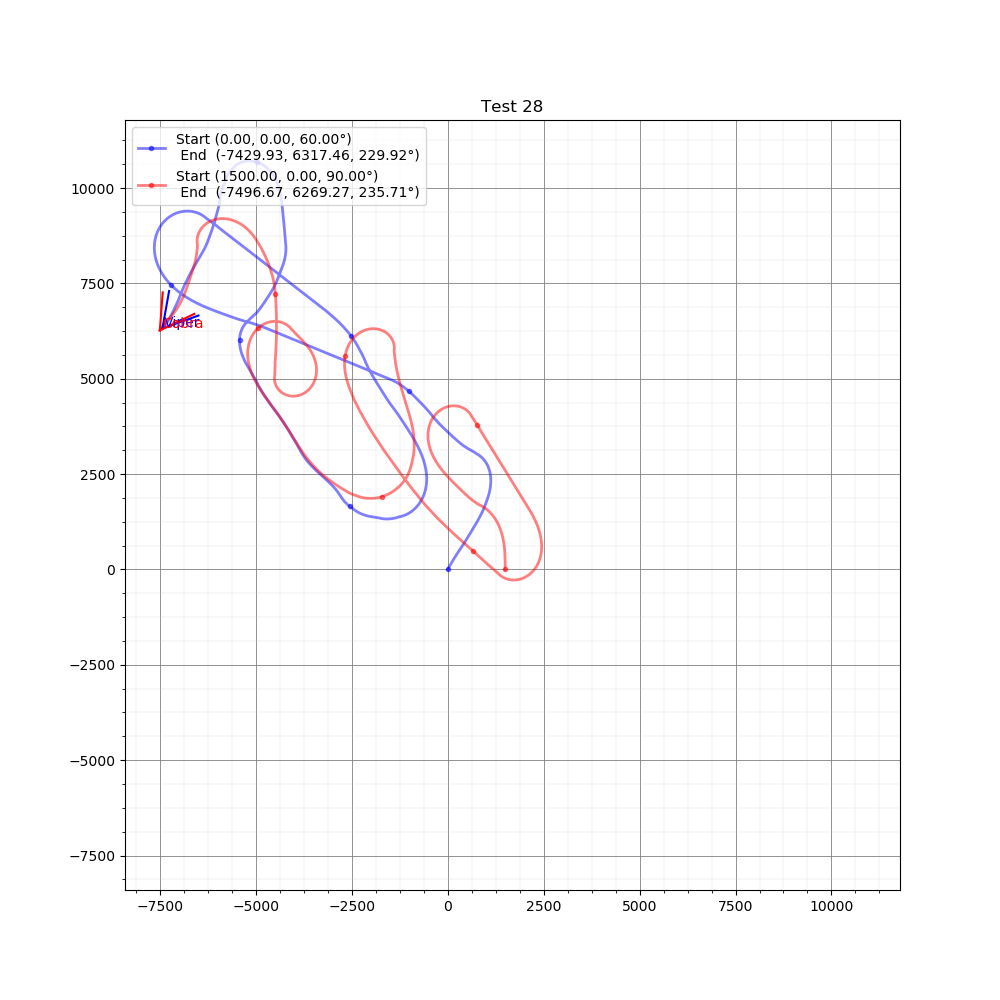 Test 28
Start (0.00, 0.00, 60.00°)
End (-7429.93, 6317.46, 229.92°)
Start (1500.00, 0.00, 90.00°)
End (-7496.67, 6269.27, 235.71°)
10000
7500
5000
2500
0
−2500
−5000
−7500
Viper
−7500 −5000 −2500 0 2500 5000 7500 10000